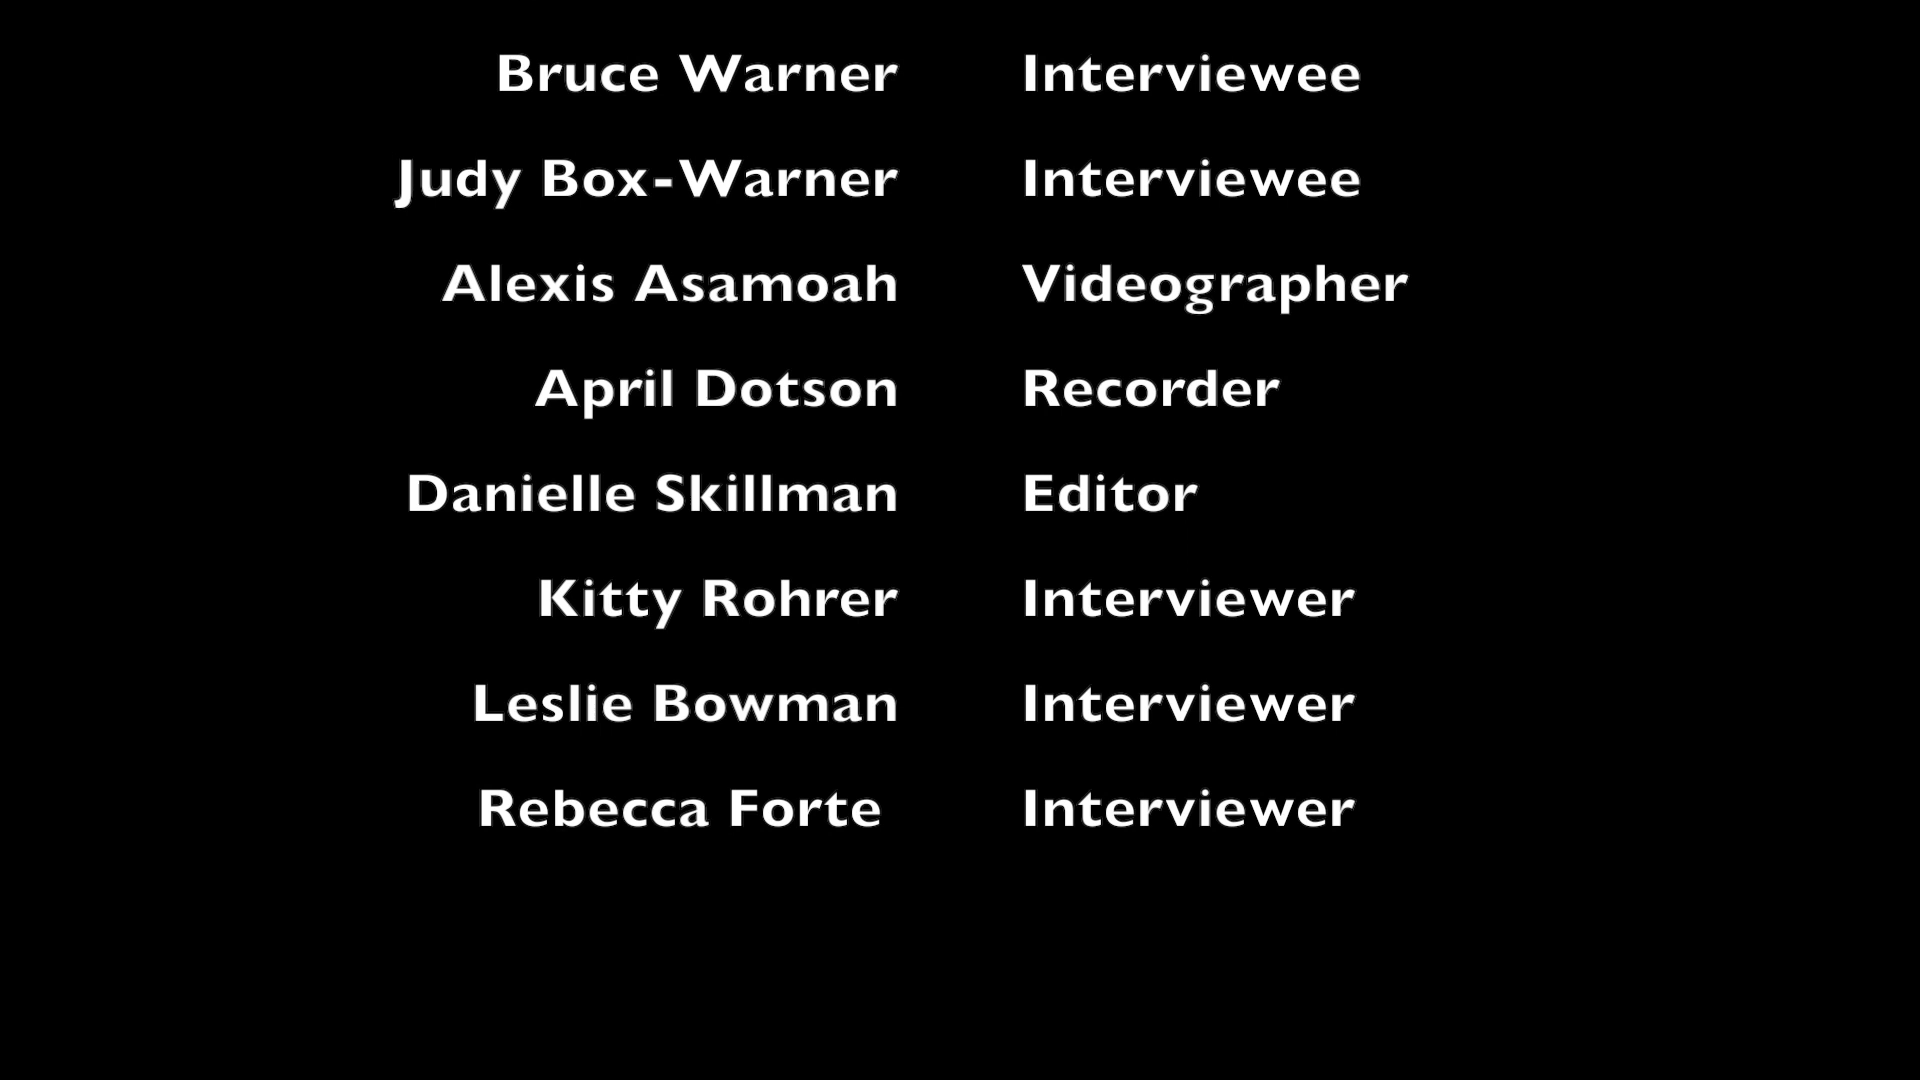 Bruce Warner Interviewee
Judy Box-Warner Interviewee
Alexis Asamoah Videographer
April Dotson Recorder
Danielle Skillman Editor
Kitty Rohrer Interviewer
Leslie Bowman Interviewer
Rebecca Forte Interviewer